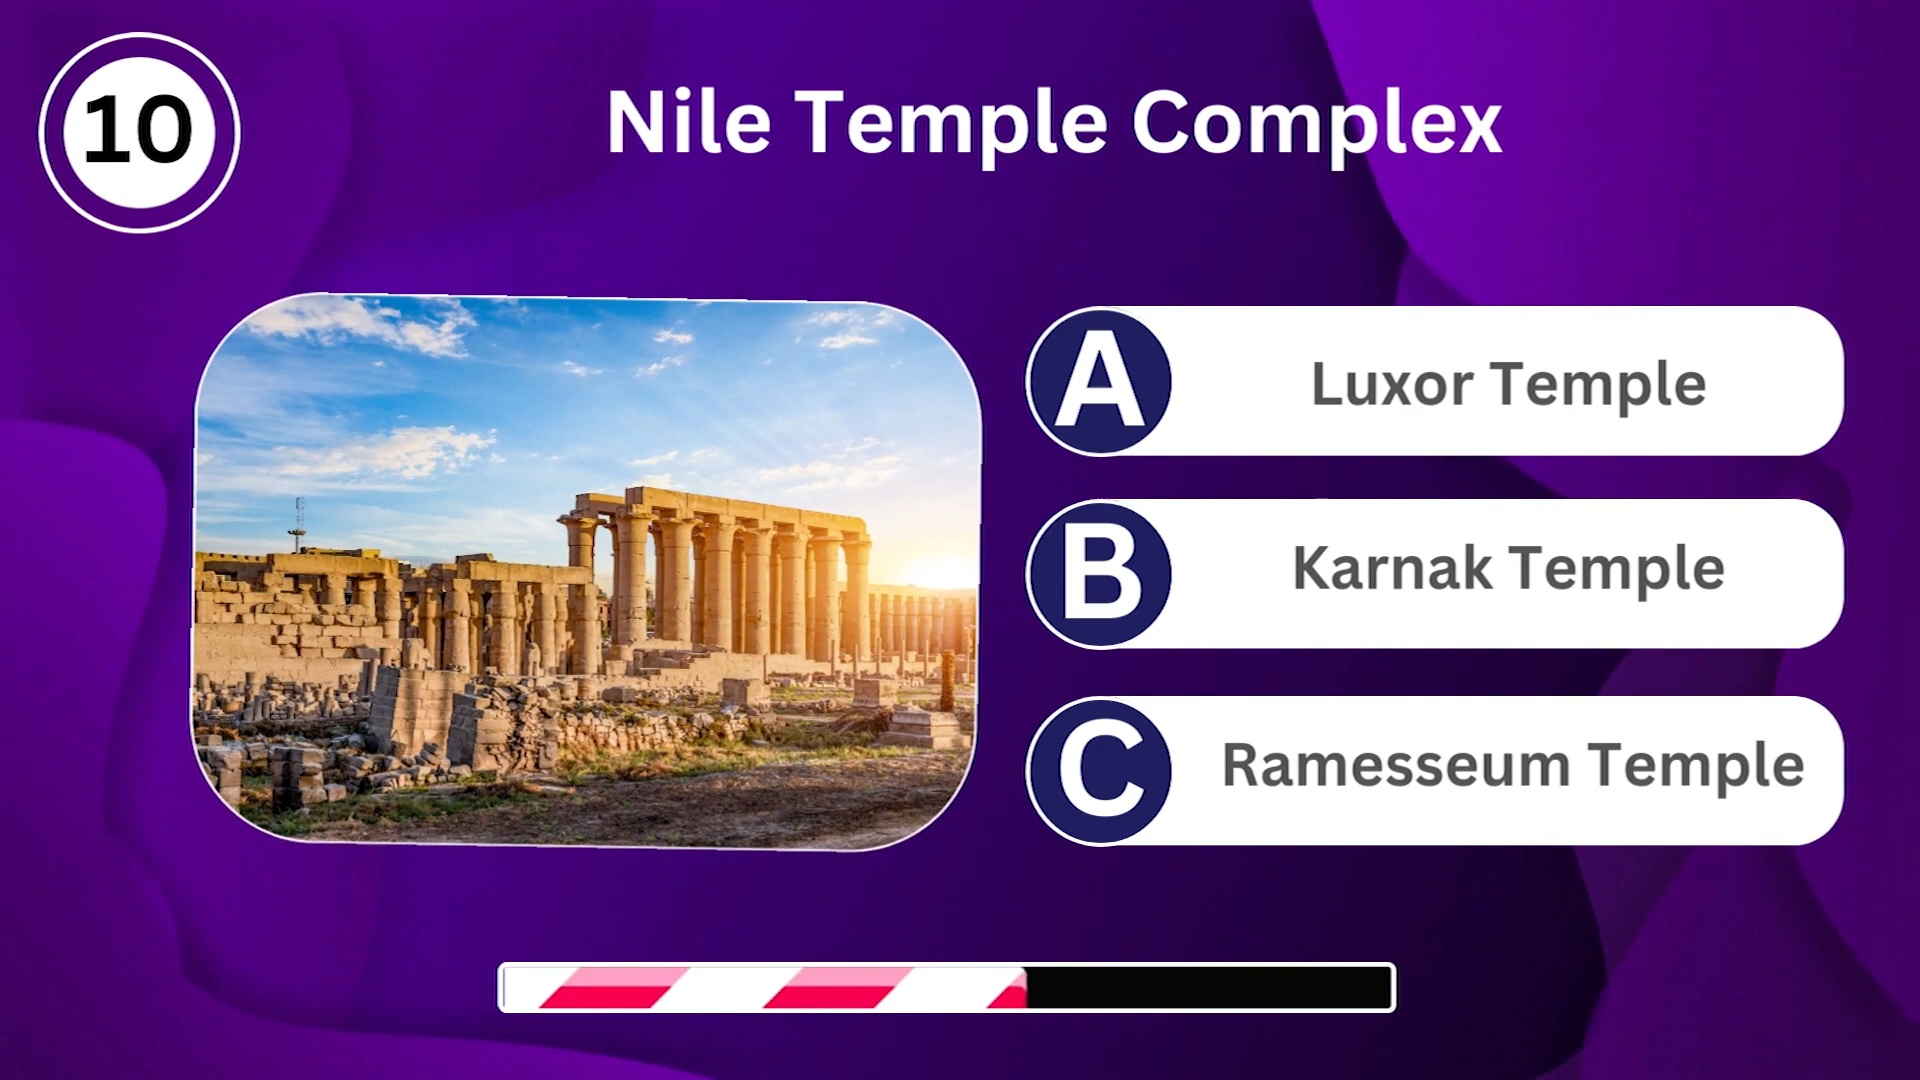 10
Nile Temple Complex
A
Luxor Temple
B
Karnak Temple
C
Ramesseum Temple